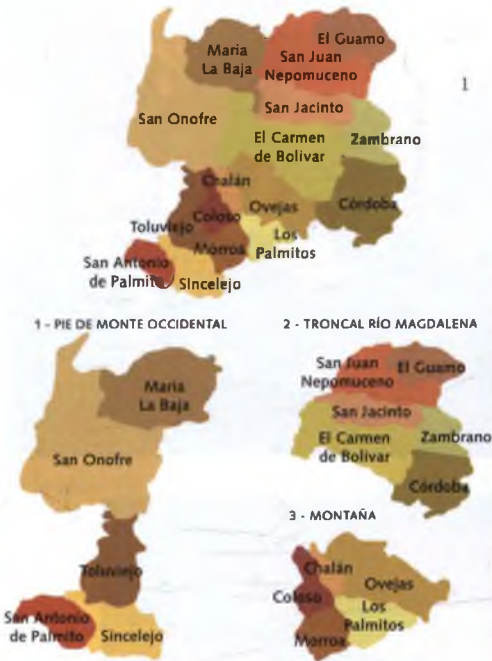 El Guamo
Maria
La Baja
San Juan
Nepomuceno
1
San Jacinto
San Onofre
El Carmen
de Bolivar
Zambrano
Chalán
Coloso
Ovejas
Córdoba
Toluviejo
Los
Palmitos
Morroa
San Antonio
de Palmito
Sincelejo
1 - PIE DE MONTE OCCIDENTAL
2 - TRONCAL RÍO MAGDALENA
Maria
La Baja
San Onofre
Toluviejo
San Antonio
de Palmito
Sincelejo
San Juan
Nepomuceno
El Guamo
San Jacinto
El Carmen
de Bolivar
Zambrano
Córdoba
3 - MONTAÑA
Chalán
Ovejas
Coloso
Los
Palmitos
Morroa